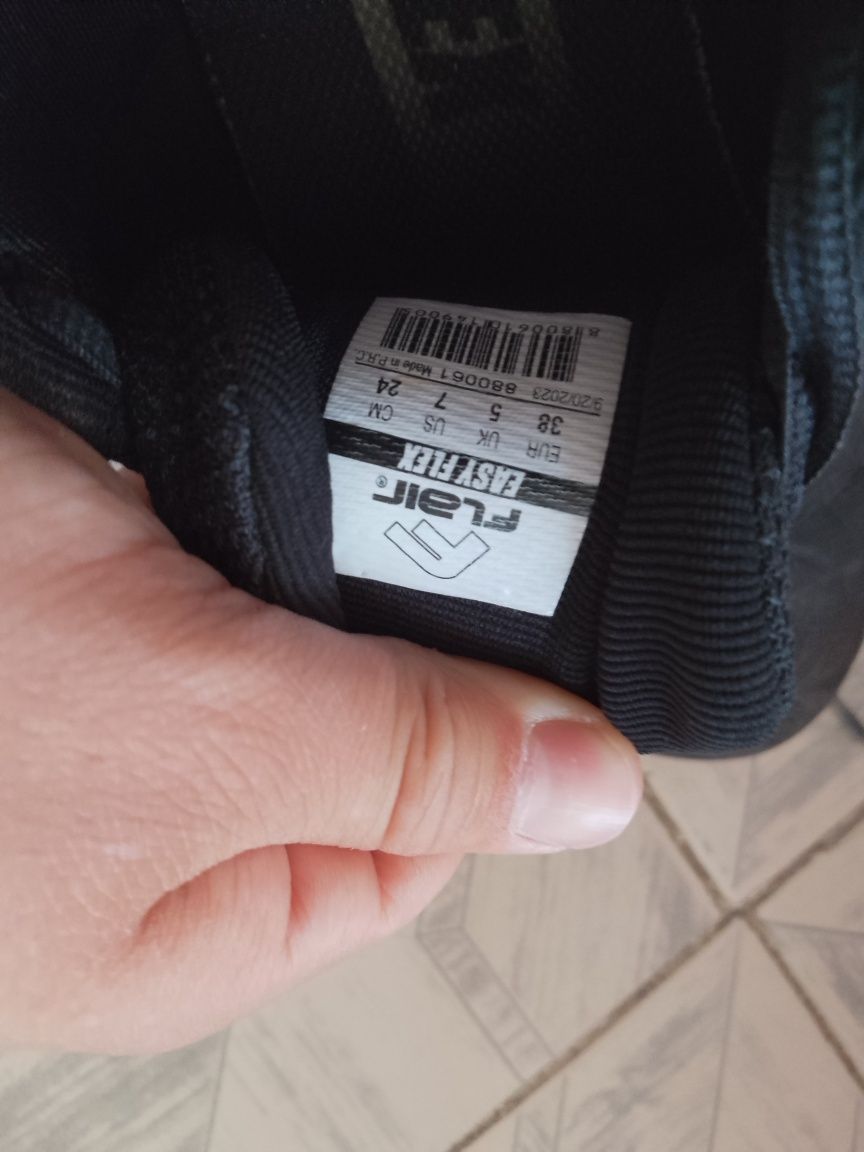 Flair®
EASY FLEX
EUR UK US CM
38 5 7 24
9/20/2023 880061 Made in P.R.C.